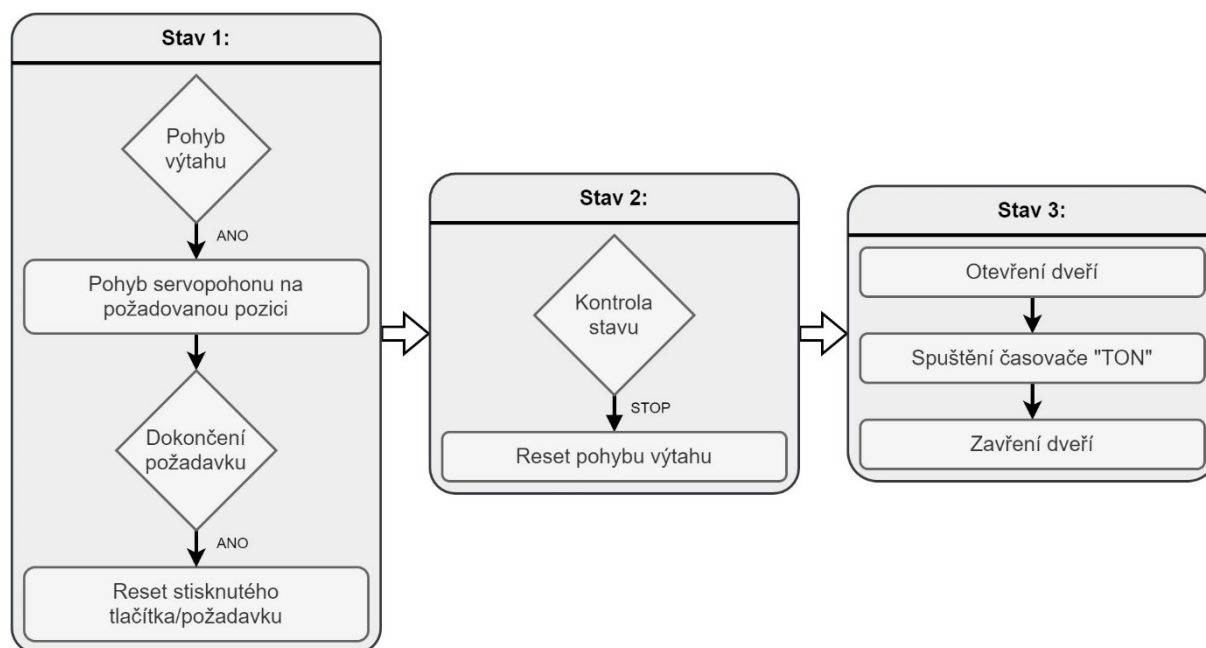 Stav 1:
Pohyb
výtahu
ANO
Pohyb servopohonu na
požadovanou pozici
Dokončení
požadavku
ANO
Reset stisknutého
tlačítka/požadavku
Stav 2:
Kontrola
stavu
STOP
Reset pohybu výtahu
Stav 3:
Otevření dveří
Spuštění časovače "TON"
Zavření dveří